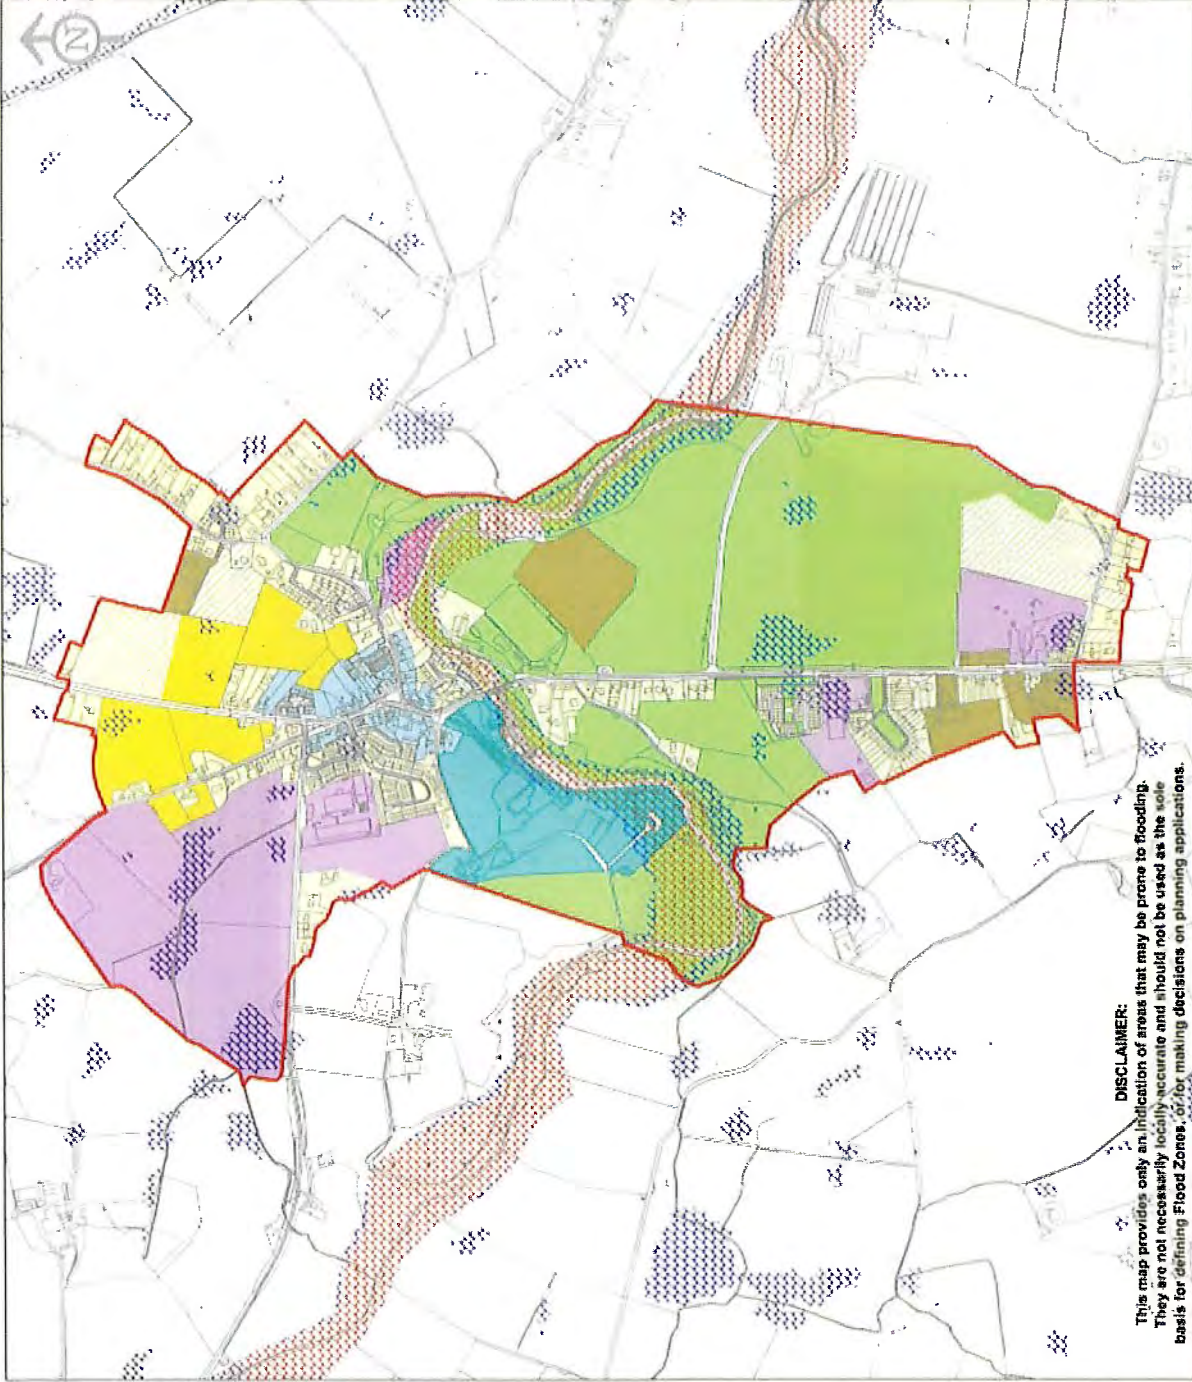 N
DISCLAIMER:
This map provides only an indication of areas that may be prone to flooding.
They are not necessarily locally accurate and should not be used as the sole
basis for defining Flood Zones, or for making decisions on planning applications.